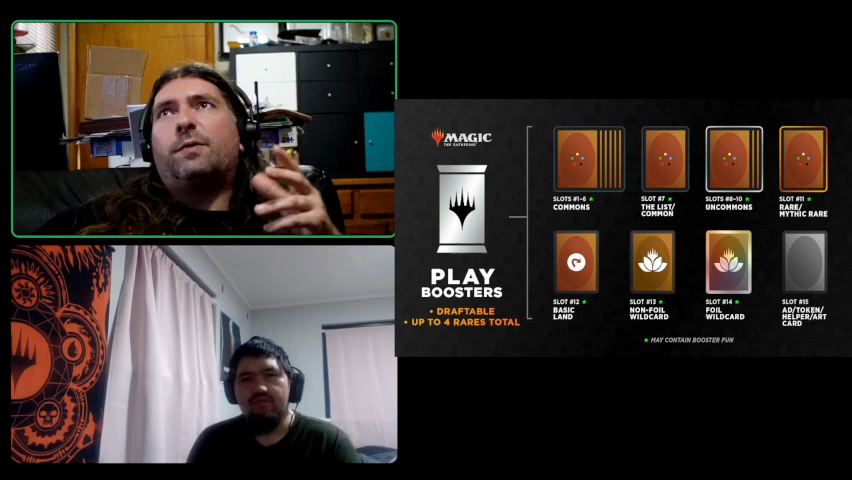 MAGIC
THE GATHERING
PLAY
BOOSTERS
• DRAFTABLE
• UP TO 4 RARES TOTAL
SLOTS #1-6 ★
COMMONS
SLOT #7 ★
THE LIST/
COMMON
SLOTS #8-10 ★
UNCOMMONS
SLOT #11 ★
RARE/
MYTHIC RARE
SLOT #12 ★
BASIC
LAND
SLOT #13 ★
NON-FOIL
WILDCARD
SLOT #14 ★
FOIL
WILDCARD
SLOT #15
AD/TOKEN/
HELPER/ART
CARD
★ MAY CONTAIN BOOSTER FUN